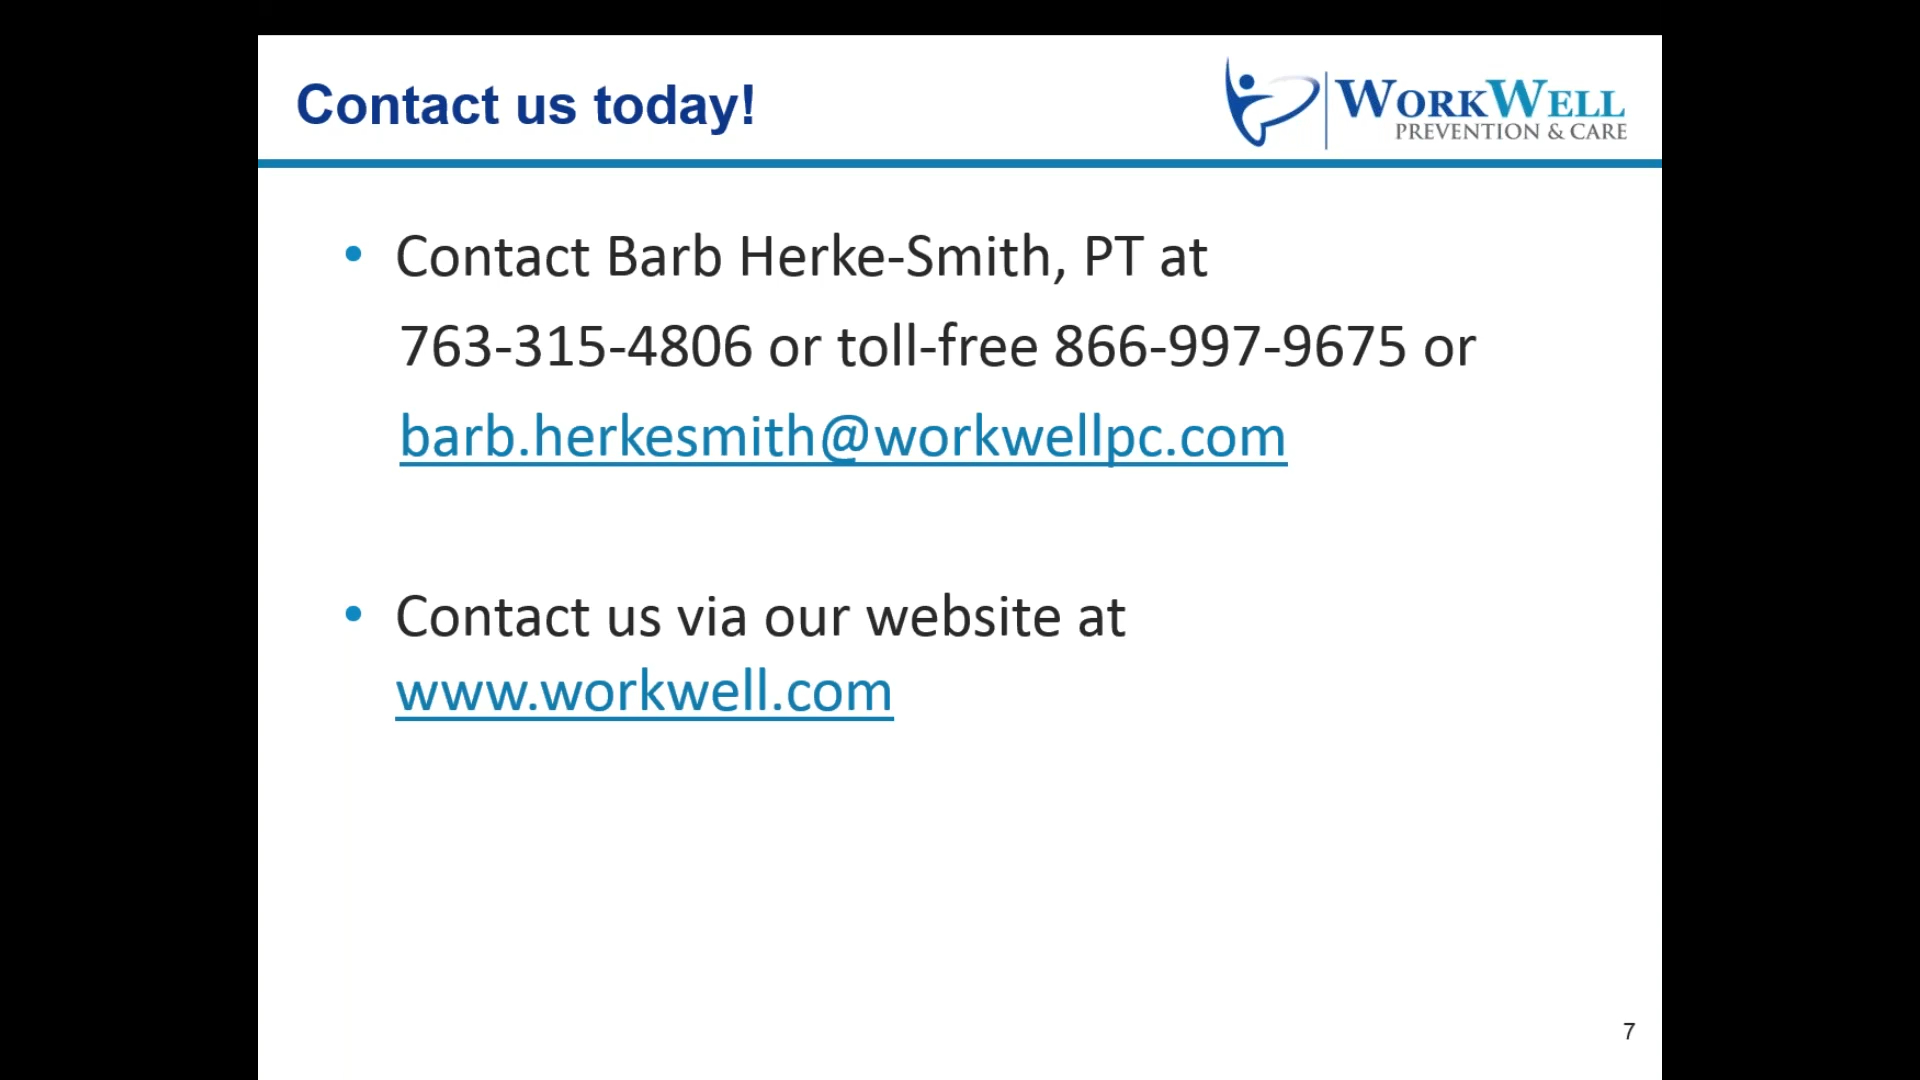 Contact us today!
WORKWELL
PREVENTION & CARE
• Contact Barb Herke-Smith, PT at
763-315-4806 or toll-free 866-997-9675 or
barb.herkesmith@workwellpc.com
• Contact us via our website at
www.workwell.com
7